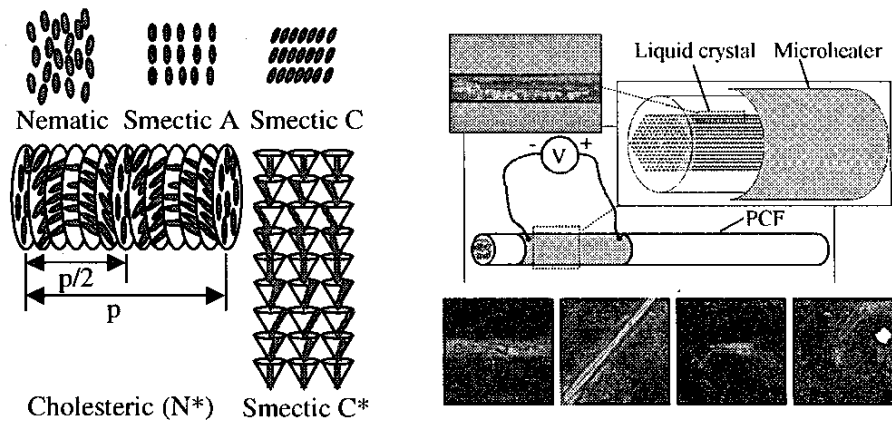 Nematic Smectic A Smectic C
p/2
p
Cholesteric (N*) Smectic C*
Liquid crystal Microheater
- V +
PCF